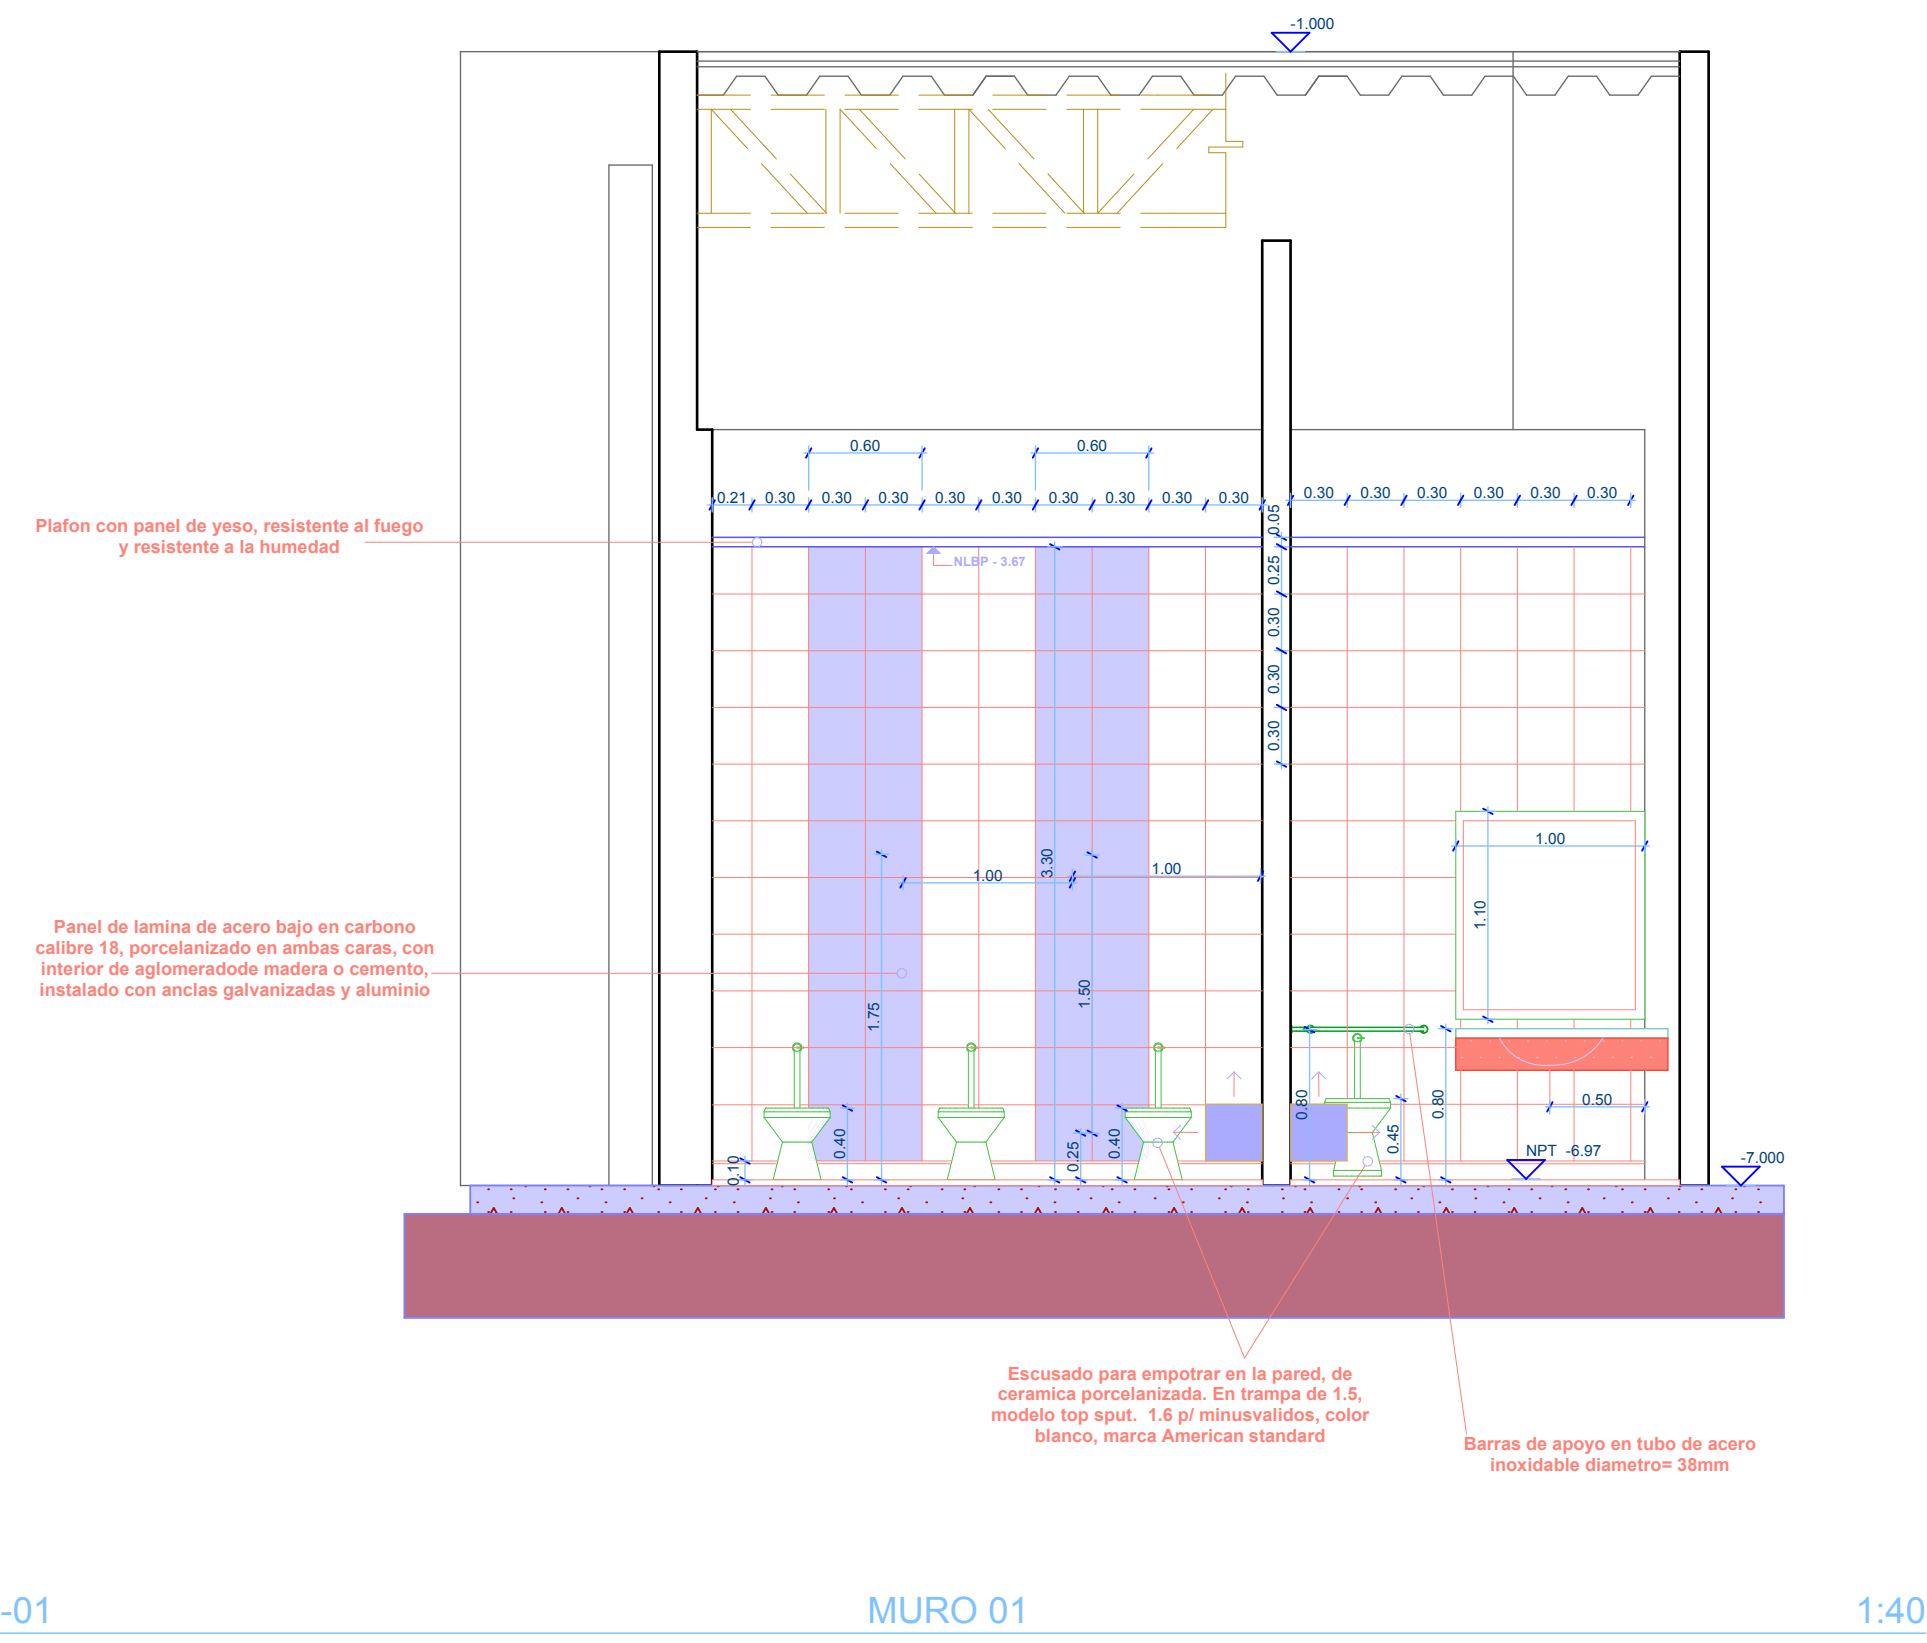 -1.000
0.60
0.60
0.21 0.30 0.30 0.30 0.30 0.30 0.30 0.30 0.30 0.30
0.30 0.30 0.30 0.30 0.30 0.30
0.05
Plafon con panel de yeso, resistente al fuego
y resistente a la humedad
NLBP - 3.67
0.25
0.30
0.30
0.30
1.00
3.30
1.00
1.00
1.10
Panel de lamina de acero bajo en carbono
calibre 18, porcelanizado en ambas caras, con
interior de aglomeradode madera o cemento,
instalado con anclas galvanizadas y aluminio
1.75
1.50
0.80
0.80
0.50
0.10
0.40
0.25
0.40
0.45
NPT -6.97
-7.000
Escusado para empotrar en la pared, de
ceramica porcelanizada. En trampa de 1.5,
modelo top sput. 1.6 p/ minusvalidos, color
blanco, marca American standard
Barras de apoyo en tubo de acero
inoxidable diametro= 38mm
-01
MURO 01
1:40